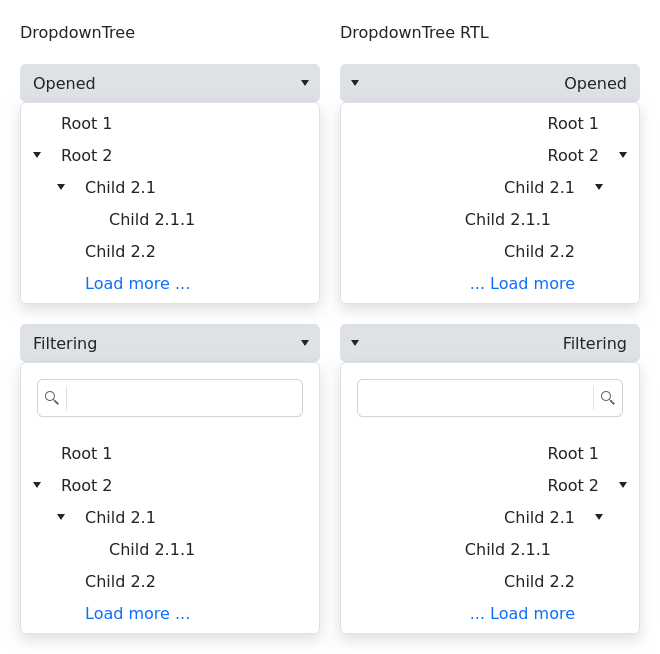 DropdownTree
Opened
Root 1
Root 2
Child 2.1
Child 2.1.1
Child 2.2
Load more ...
Filtering
Root 1
Root 2
Child 2.1
Child 2.1.1
Child 2.2
Load more ...
DropdownTree RTL
Opened
Root 1
Root 2
Child 2.1
Child 2.1.1
Child 2.2
... Load more
Filtering
Root 1
Root 2
Child 2.1
Child 2.1.1
Child 2.2
... Load more